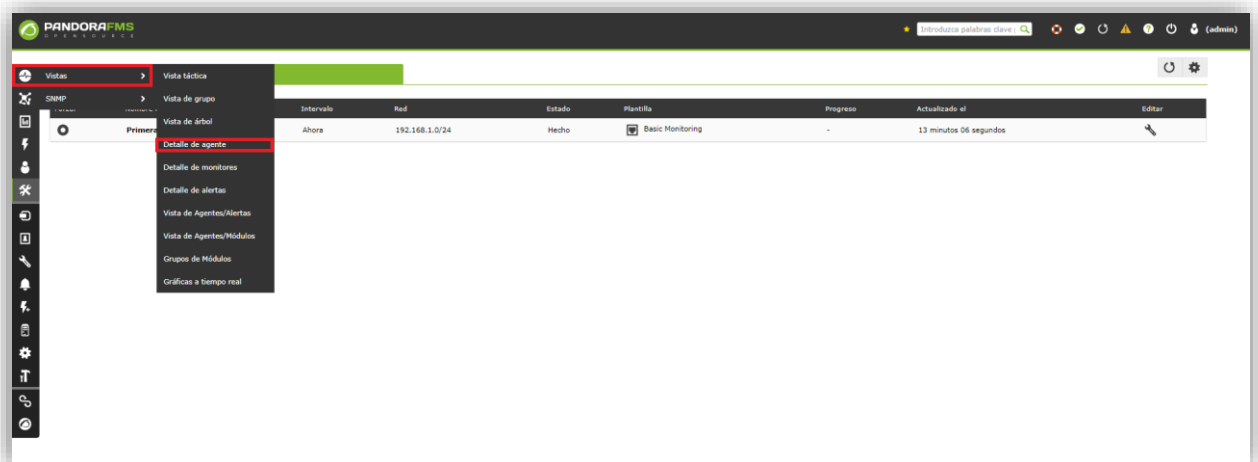 PANDORAFMS
OPENSOURCE
Introduzca palabras clave
(admin)
Vistas
SNMP
Vista táctica
Vista de grupo
Vista de árbol
Detalle de agente
Detalle de monitores
Detalle de alertas
Vista de Agentes/Alertas
Vista de Agentes/Módulos
Grupos de Módulos
Gráficas a tiempo real
Intervalo Red Estado Plantilla Progreso Actualizado el Editar
Primera Ahora 192.168.1.0/24 Hecho Basic Monitoring - 13 minutos 06 segundos